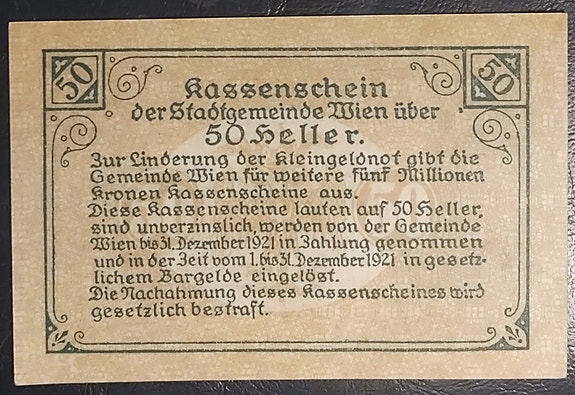 50
50
Kassenschein
der Stadtgemeinde Wien über
50 Heller.
Zur Linderung der Kleingeldnot gibt die
Gemeinde Wien für weitere fünf Millionen
Kronen Kassenscheine aus.
Diese Kassenscheine lauten auf 50 Heller,
sind unverzinslich, werden von der Gemeinde
Wien bis 31. Dezember 1921 in Zahlung genommen
und in der Zeit vom 1. bis 31. Dezember 1921 in gesetz-
lichem Bargelde eingelöst.
Die Nachahmung dieses Kassenscheines wird
gesetzlich bestraft.